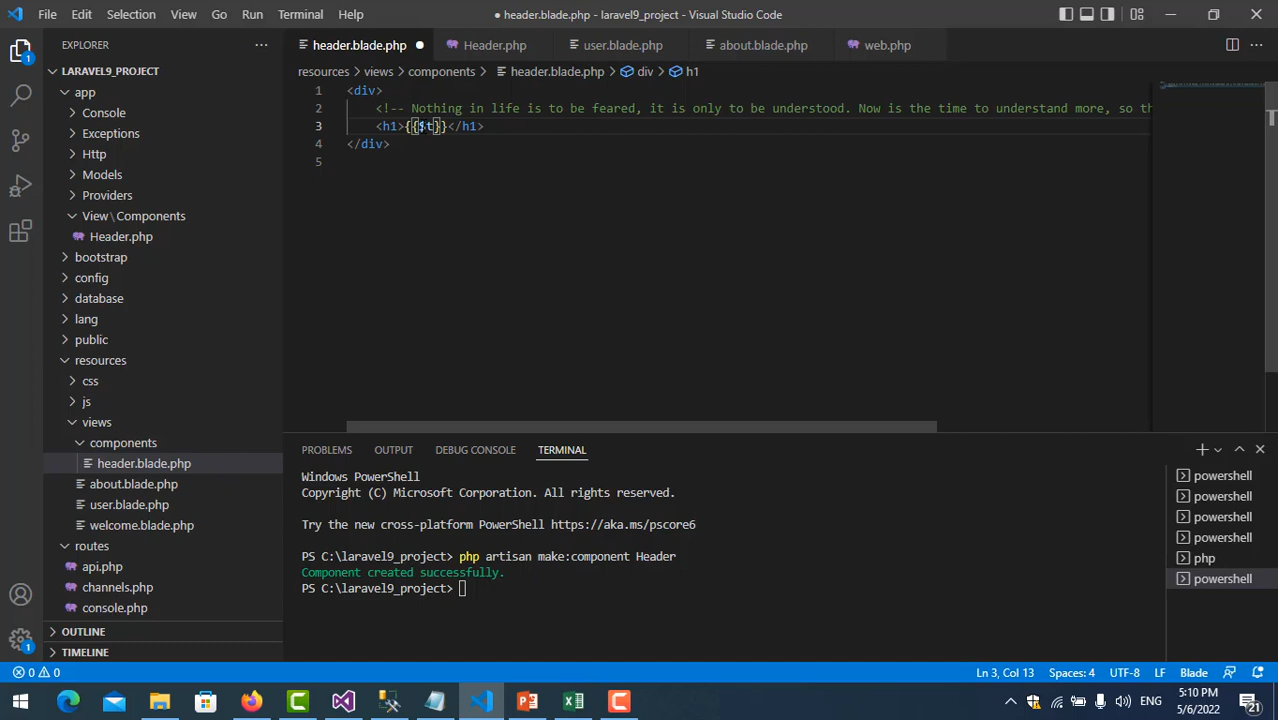 File Edit Selection View Go Run Terminal Help
● header.blade.php - laravel9_project - Visual Studio Code
EXPLORER
header.blade.php ●
Header.php
user.blade.php
about.blade.php
web.php
LARAVEL9_PROJECT
app
Console
Exceptions
Http
Models
Providers
View\Components
Header.php
bootstrap
config
database
lang
public
resources
css
js
views
components
header.blade.php
about.blade.php
user.blade.php
welcome.blade.php
routes
api.php
channels.php
console.php
OUTLINE
TIMELINE
resources > views > components > header.blade.php > div > h1
1 <div>
2 <!-- Nothing in life is to be feared, it is only to be understood. Now is the time to understand more, so th
3 <h1>{{$t}}</h1>
4 </div>
5
PROBLEMS OUTPUT DEBUG CONSOLE TERMINAL
Windows PowerShell
Copyright (C) Microsoft Corporation. All rights reserved.
Try the new cross-platform PowerShell https://aka.ms/pscore6
PS C:\laravel9_project> php artisan make:component Header
Component created successfully.
PS C:\laravel9_project>
powershell
powershell
powershell
powershell
php
powershell
1
1
0 0
Ln 3, Col 13 Spaces: 4 UTF-8 LF Blade
ENG
5:10 PM
5/6/2022
21